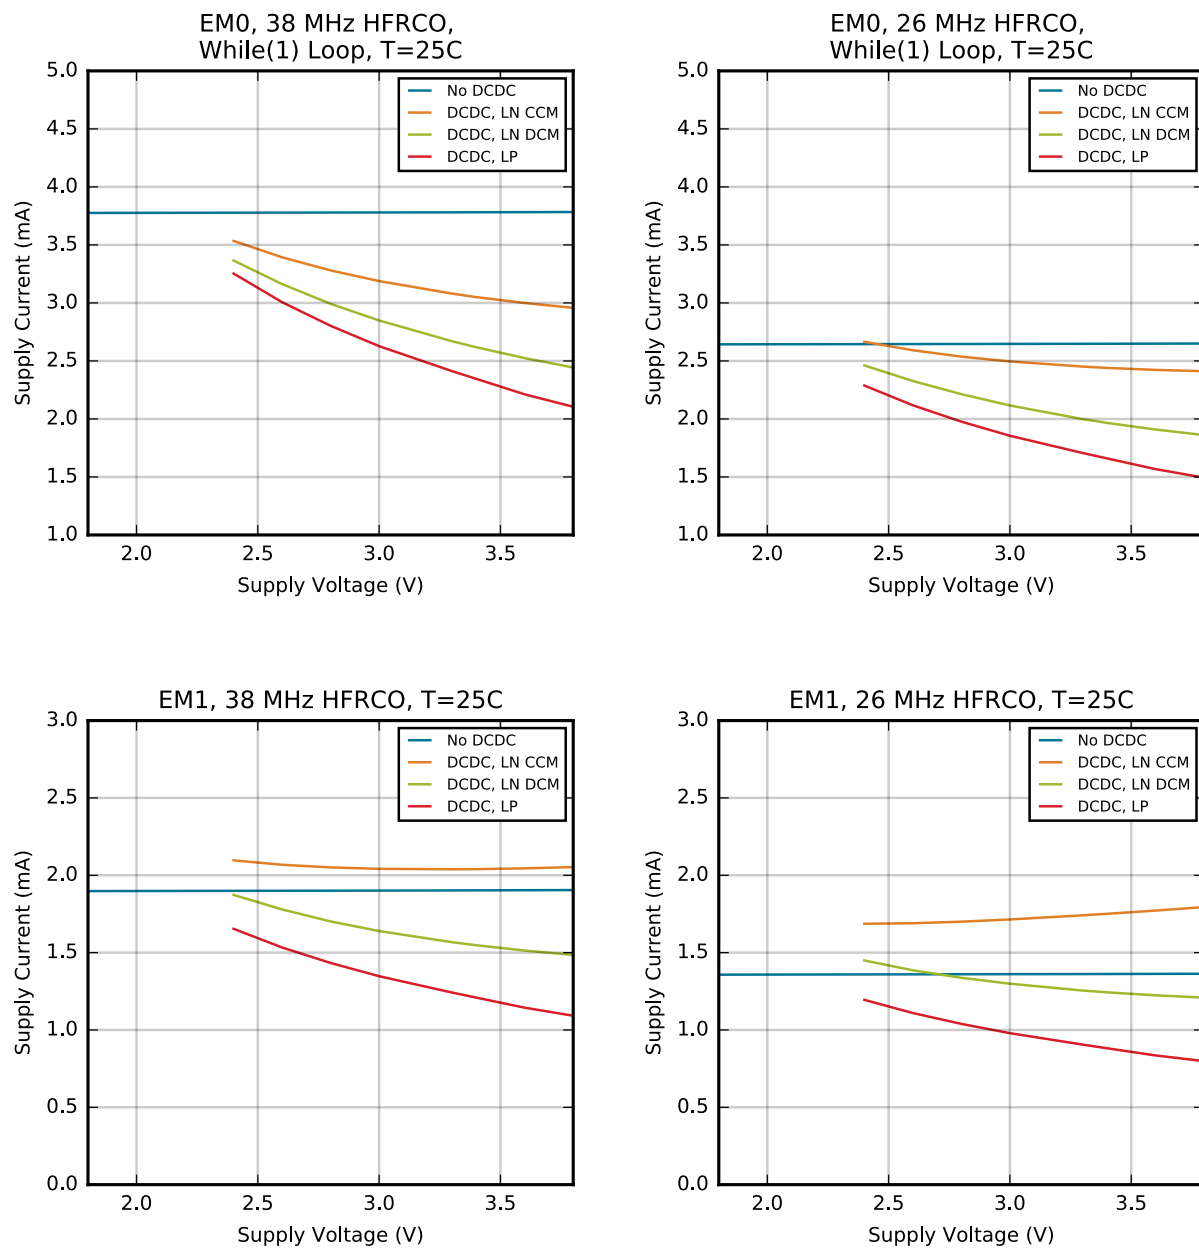 EM0, 38 MHz HFRCO,
While(1) Loop, T=25C
5.0
4.5
4.0
3.5
3.0
2.5
2.0
1.5
1.0
Supply Current (mA)
No DCDC
DCDC, LN CCM
DCDC, LN DCM
DCDC, LP
2.0 2.5 3.0 3.5
Supply Voltage (V)
EM0, 26 MHz HFRCO,
While(1) Loop, T=25C
5.0
4.5
4.0
3.5
3.0
2.5
2.0
1.5
1.0
Supply Current (mA)
No DCDC
DCDC, LN CCM
DCDC, LN DCM
DCDC, LP
2.0 2.5 3.0 3.5
Supply Voltage (V)
EM1, 38 MHz HFRCO, T=25C
3.0
2.5
2.0
1.5
1.0
0.5
0.0
Supply Current (mA)
No DCDC
DCDC, LN CCM
DCDC, LN DCM
DCDC, LP
2.0 2.5 3.0 3.5
Supply Voltage (V)
EM1, 26 MHz HFRCO, T=25C
3.0
2.5
2.0
1.5
1.0
0.5
0.0
Supply Current (mA)
No DCDC
DCDC, LN CCM
DCDC, LN DCM
DCDC, LP
2.0 2.5 3.0 3.5
Supply Voltage (V)